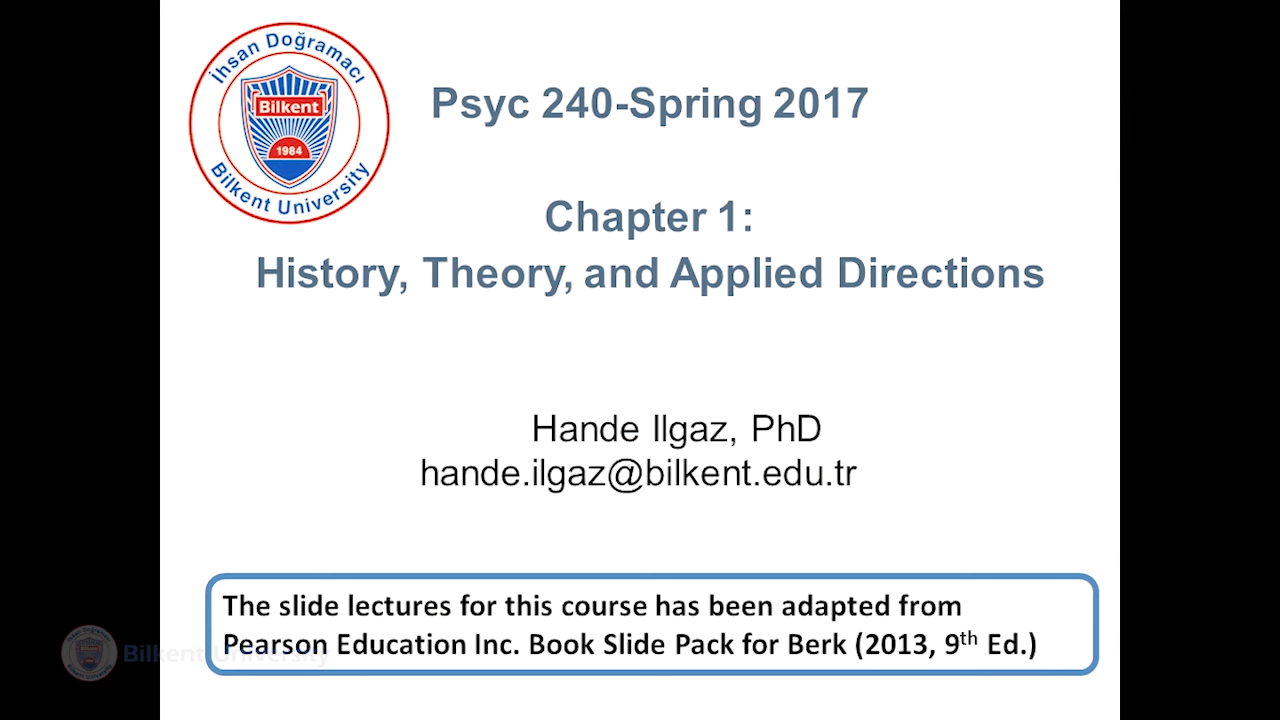 İhsan Doğramacı
Bilkent
1984
Bilkent University
Psyc 240-Spring 2017
Chapter 1:
History, Theory, and Applied Directions
Hande Ilgaz, PhD
hande.ilgaz@bilkent.edu.tr
The slide lectures for this course has been adapted from
Pearson Education Inc. Book Slide Pack for Berk (2013, 9th Ed.)
Bilkent University